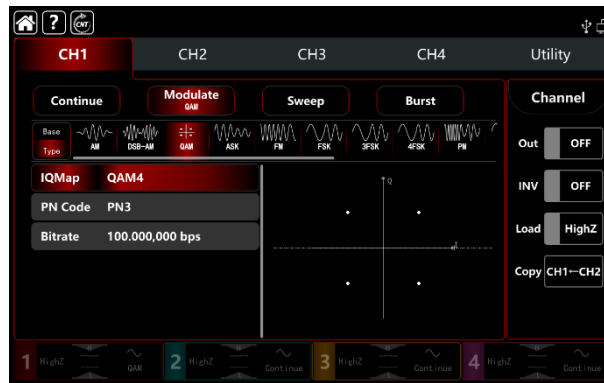 ? CNT
CH1 CH2 CH3 CH4 Utility
Continue Modulate Sweep Burst Channel
QAM
Base
Type AM DSB-AM QAM ASK FM FSK 3FSK 4FSK PM
Out OFF
IQMap QAM4
Q
INV OFF
PN Code PN3
Bitrate 100.000,000 bps
I
Load HighZ
Copy CH1←CH2
1 HighZ QAM 2 HighZ Continue 3 HighZ Continue 4 HighZ Continue